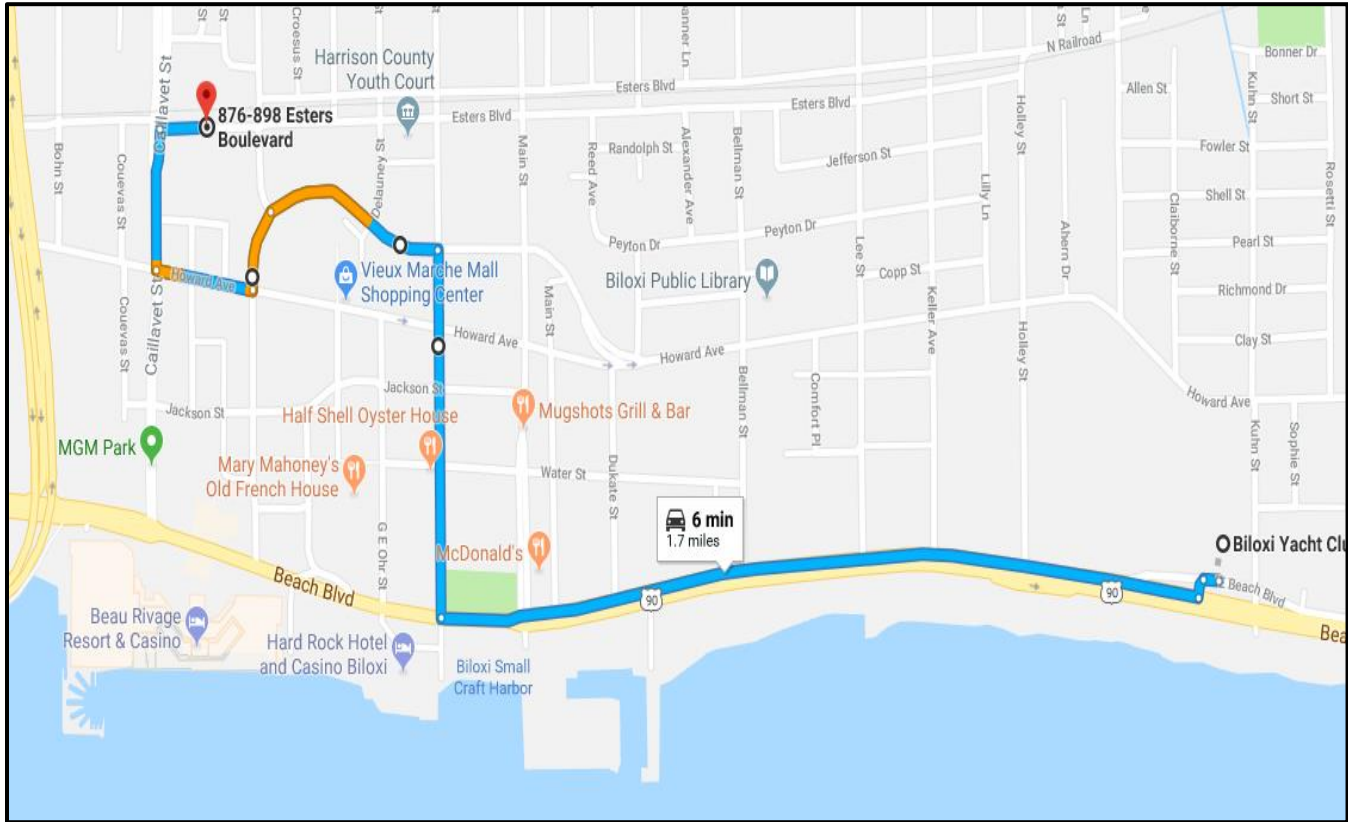 St
St
Croesus St
Harrison County
Youth Court
Caillavet St
876-898 Esters
Boulevard
Esters Blvd
Esters Blvd
Esters Blvd
N Railroad
Bonner Dr
Kuhn St
Short St
Allen St
Fowler St
Shell St
Pearl St
Richmond Dr
Clay St
Rosetti St
Claiborne St
Holley St
Ahern Dr
Lilly Ln
Jefferson St
Randolph St
Reed Ave
Alexander Ave
Bellman St
Main St
Delauney St
Bohn St
Couevas St
Peyton Dr
Peyton Dr
Lee St
Copp St
Keller Ave
Holley St
Biloxi Public Library
Vieux Marche Mall
Shopping Center
Howard Ave
Main St
Howard Ave
Howard Ave
Howard Ave
Couevas St
Caillavet St
Jackson St
Jackson St
Half Shell Oyster House
Mugshots Grill & Bar
MGM Park
Mary Mahoney's
Old French House
Water St
Dukate St
Bellman St
Comfort Pl
Kuhn St
Sophie St
G E Ohr St
McDonald's
6 min
1.7 miles
Biloxi Yacht Clu
Beach Blvd
Beach Blvd
90
90
Bea
Beau Rivage
Resort & Casino
Hard Rock Hotel
and Casino Biloxi
Biloxi Small
Craft Harbor